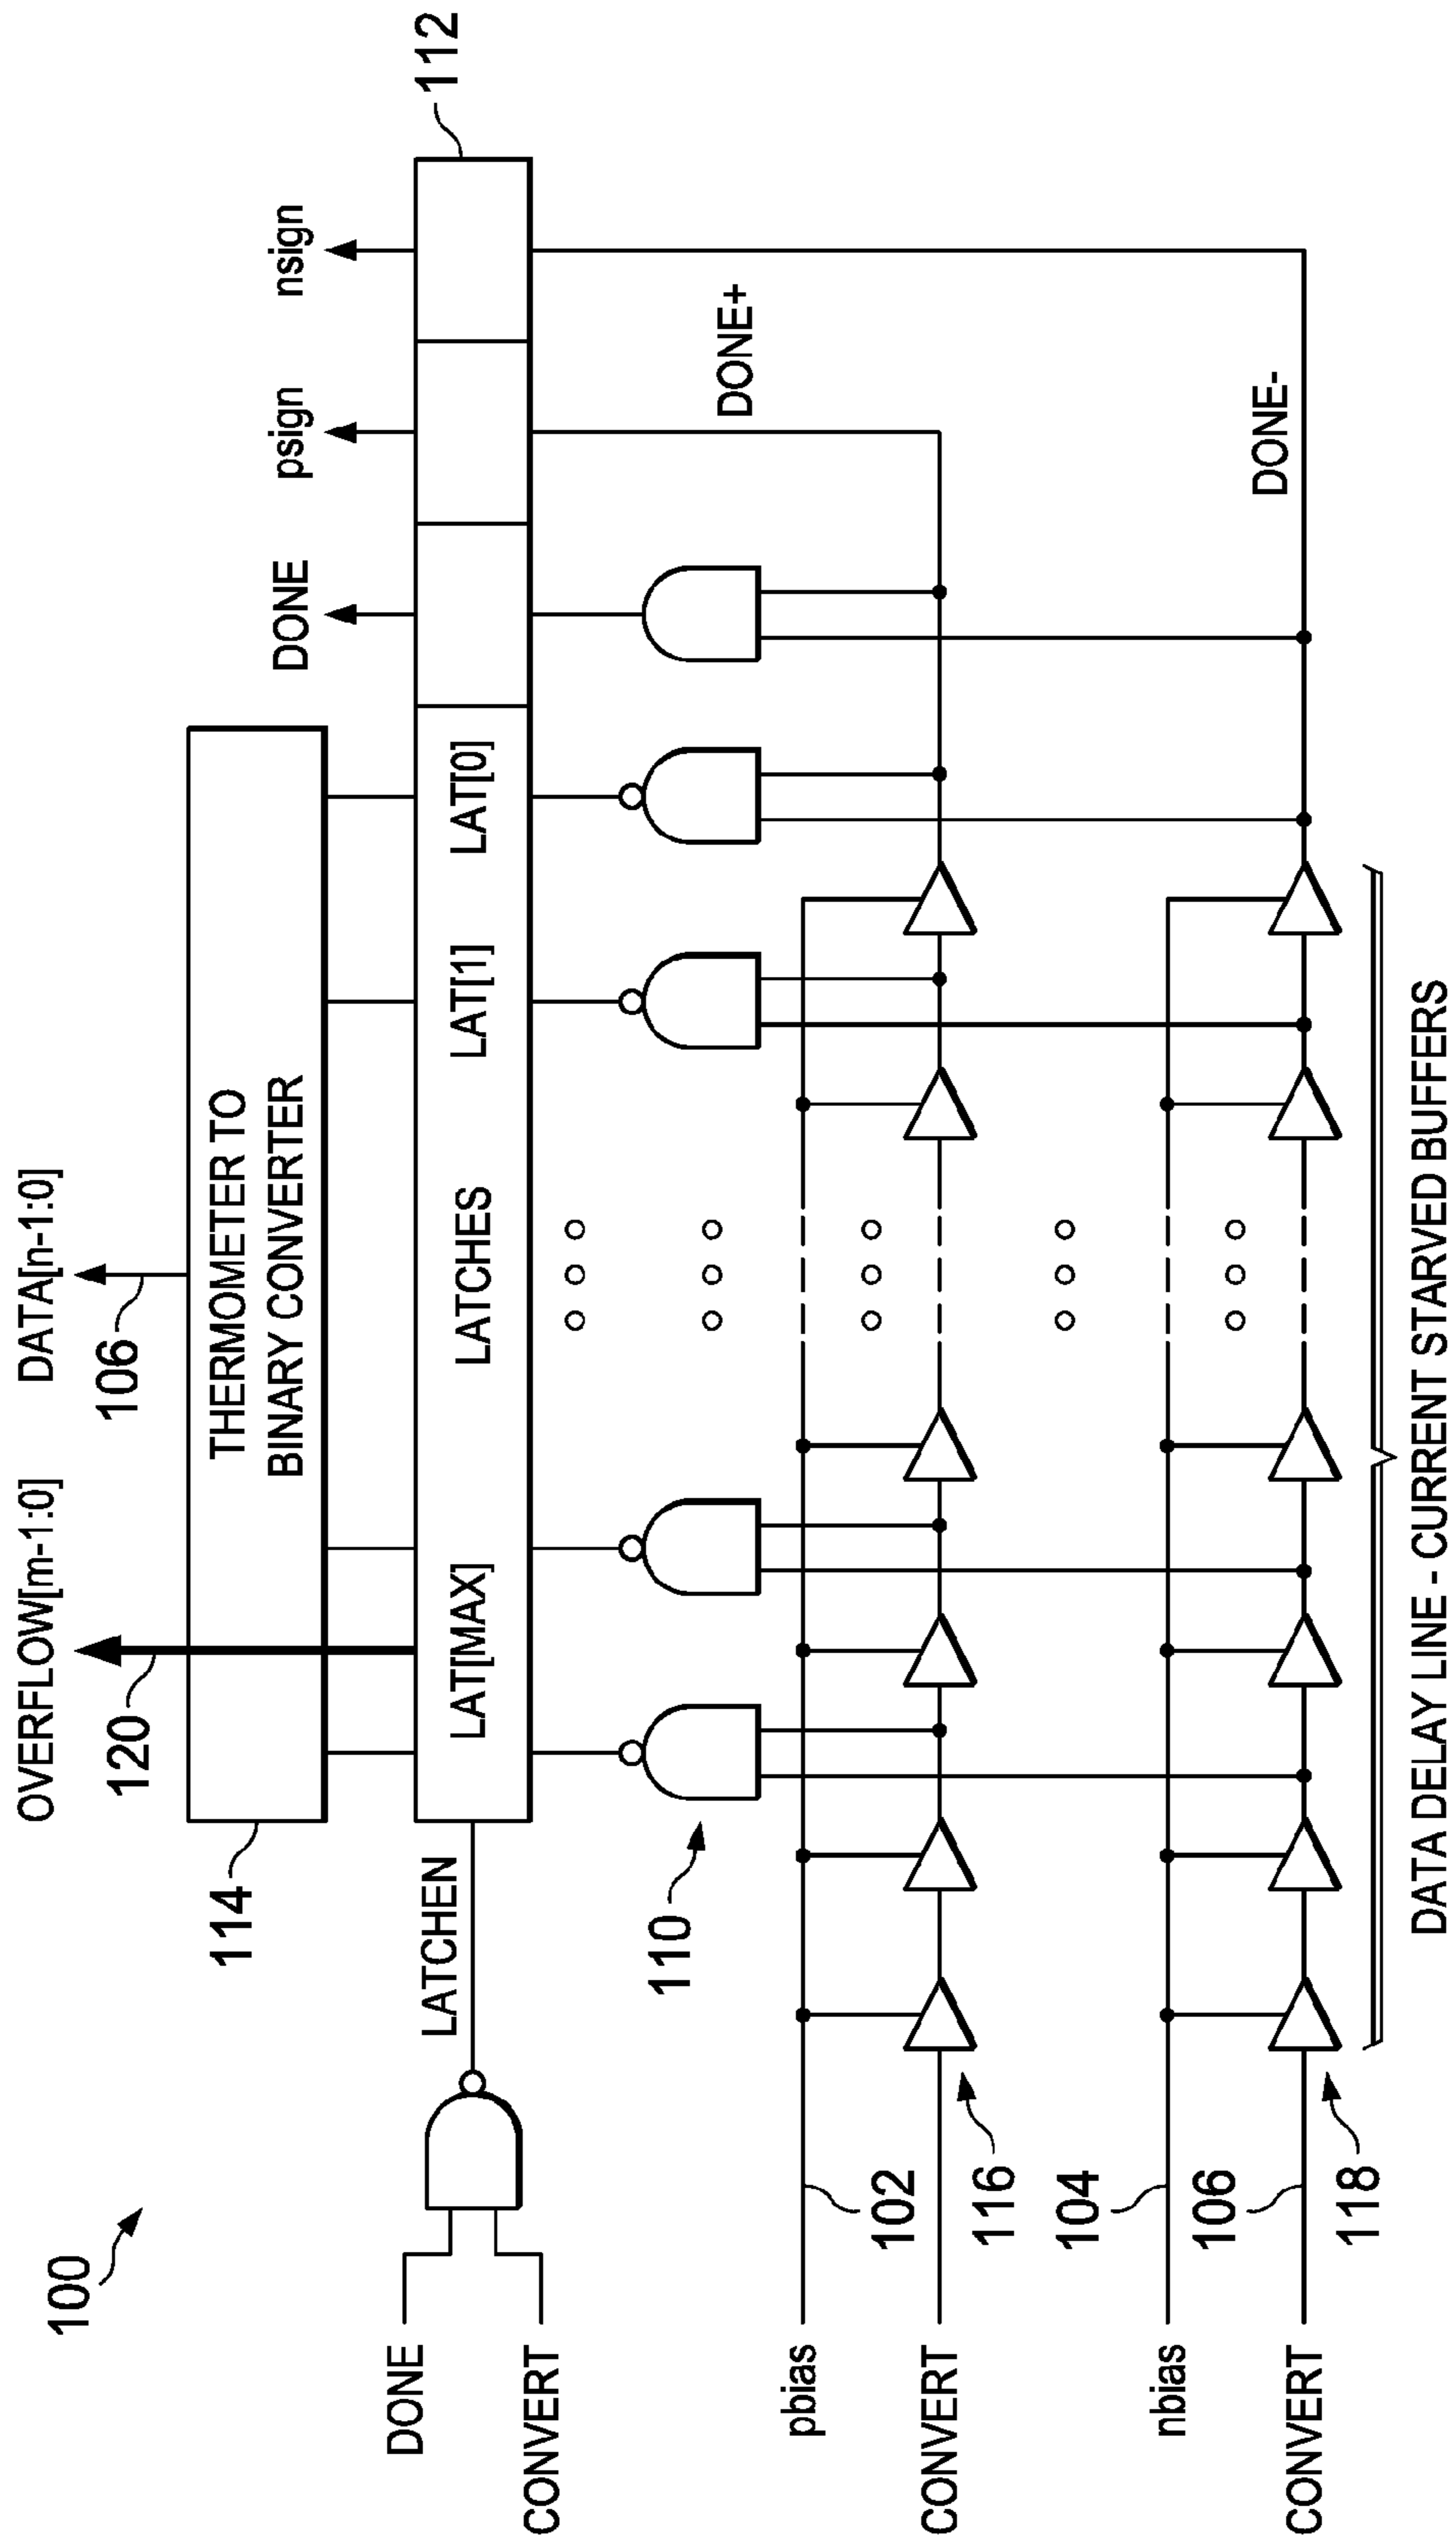 100
OVERFLOW[m-1:0]
DATA[n-1:0]
120
106
114
THERMOMETER TO
BINARY CONVERTER
DONE
psign
nsign
112
DONE
CONVERT
LATCHEN
LAT[MAX]
LATCHES
LAT[1]
LAT[0]
110
DONE+
pbias
102
CONVERT
116
nbias
104
DONE-
CONVERT
106
118
DATA DELAY LINE - CURRENT STARVED BUFFERS